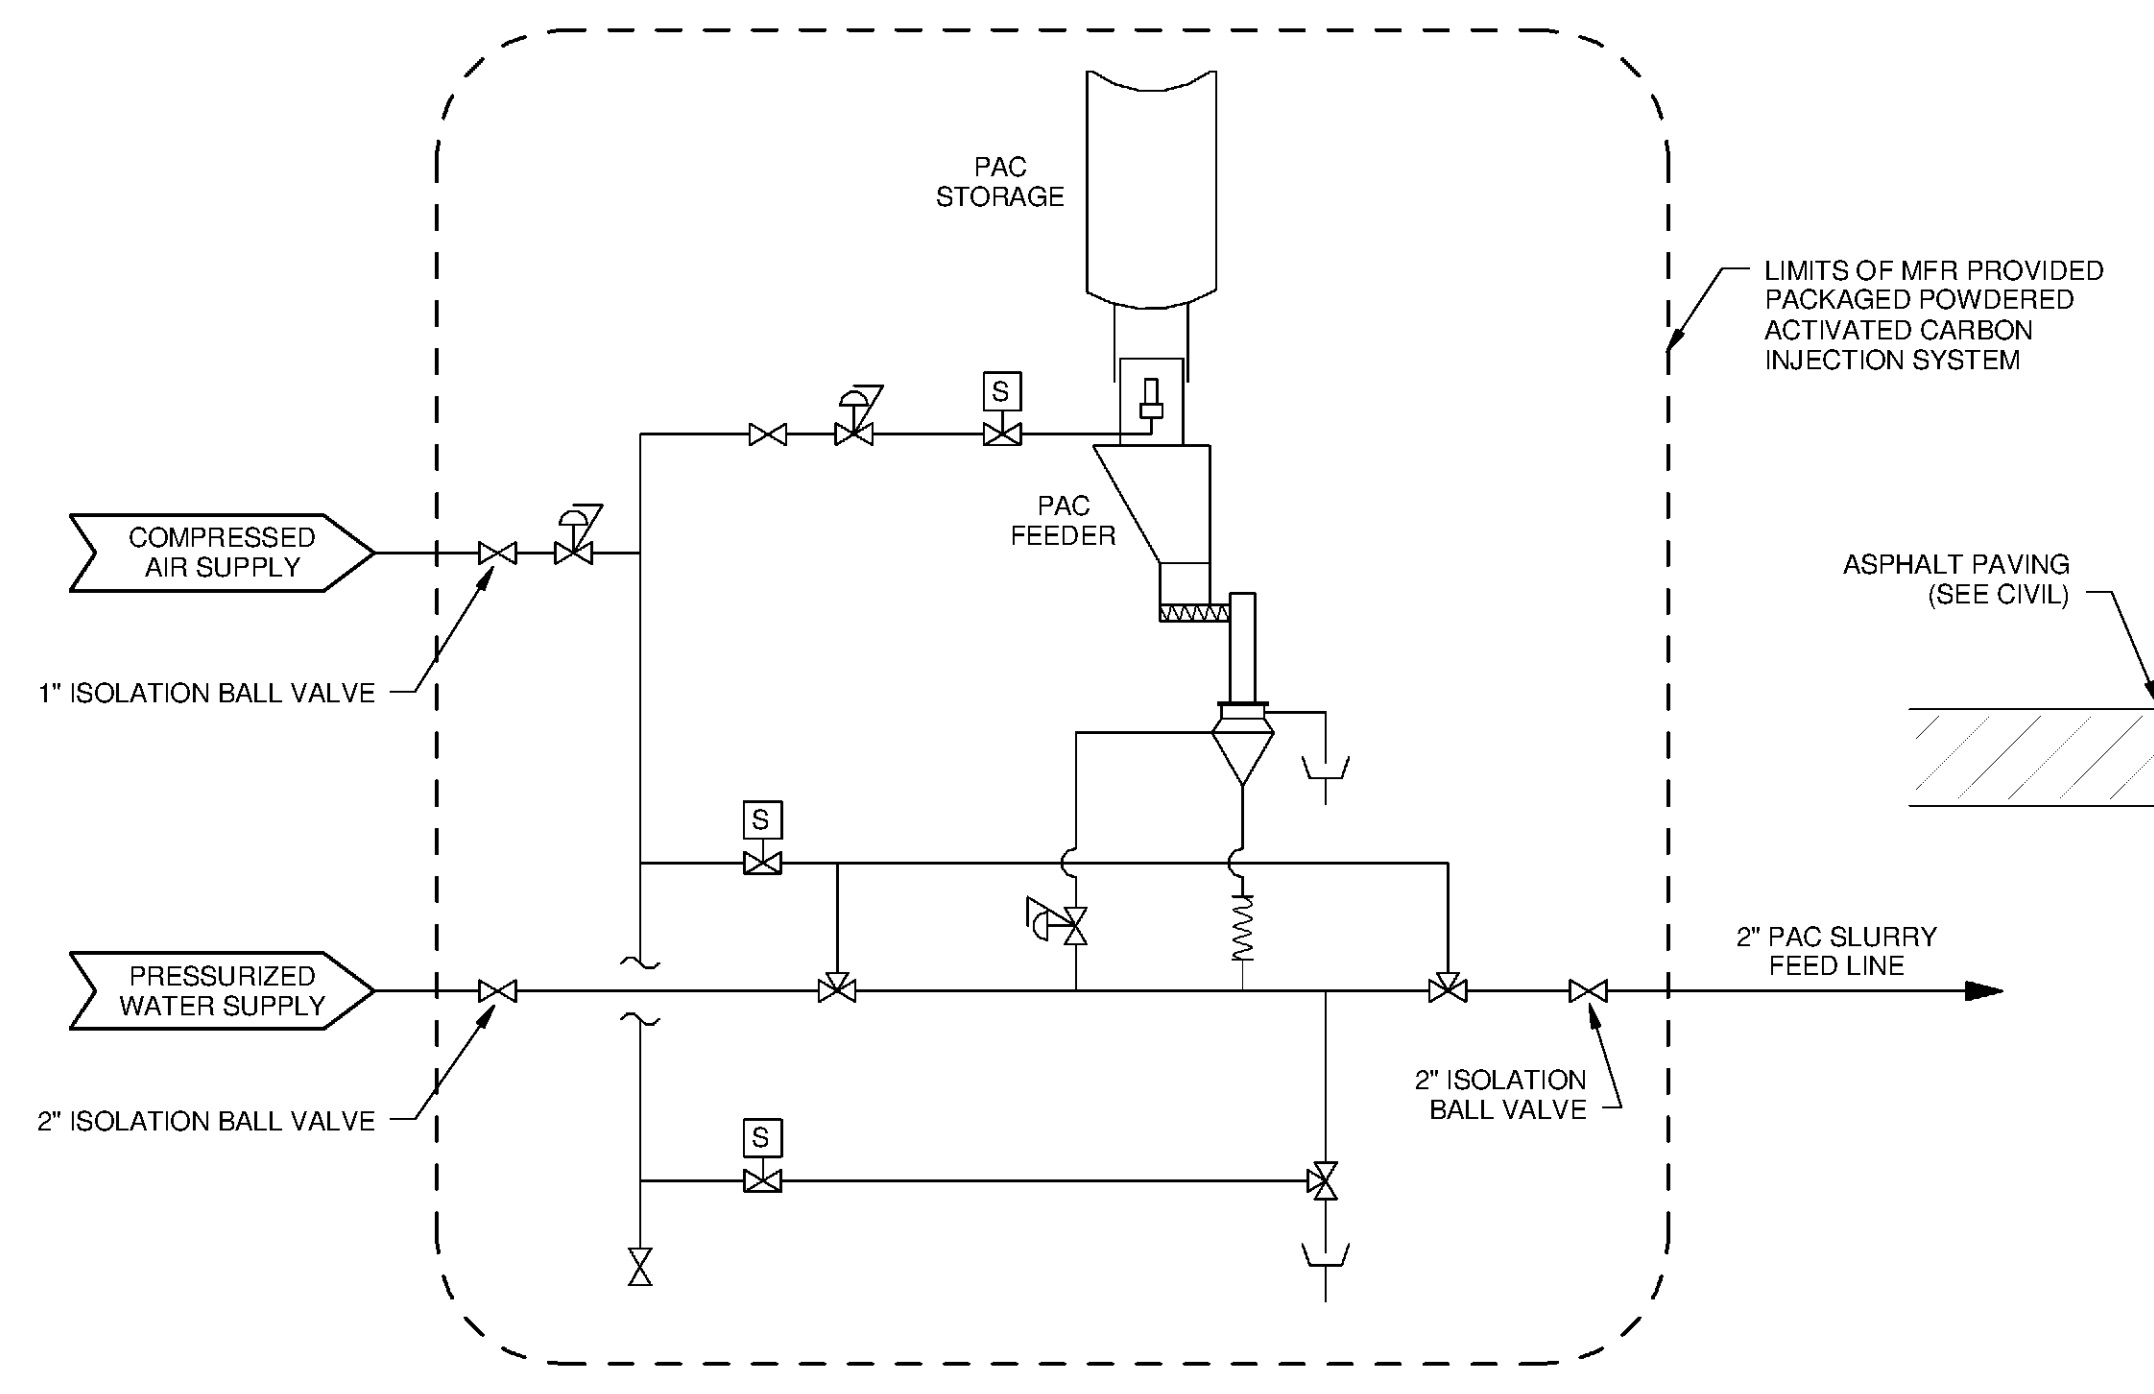 PAC
STORAGE
LIMITS OF MFR PROVIDED
PACKAGED POWDERED
ACTIVATED CARBON
INJECTION SYSTEM
S
PAC
FEEDER
COMPRESSED
AIR SUPPLY
ASPHALT PAVING
(SEE CIVIL)
1" ISOLATION BALL VALVE
S
2" PAC SLURRY
FEED LINE
PRESSURIZED
WATER SUPPLY
2" ISOLATION
BALL VALVE
2" ISOLATION BALL VALVE
S